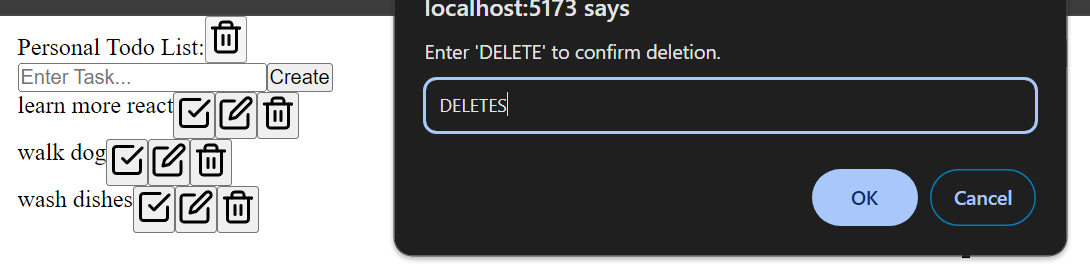 Personal Todo List:
Enter Task... Create
learn more react
walk dog
wash dishes
localhost:5173 says
Enter 'DELETE' to confirm deletion.
DELETES
OK Cancel